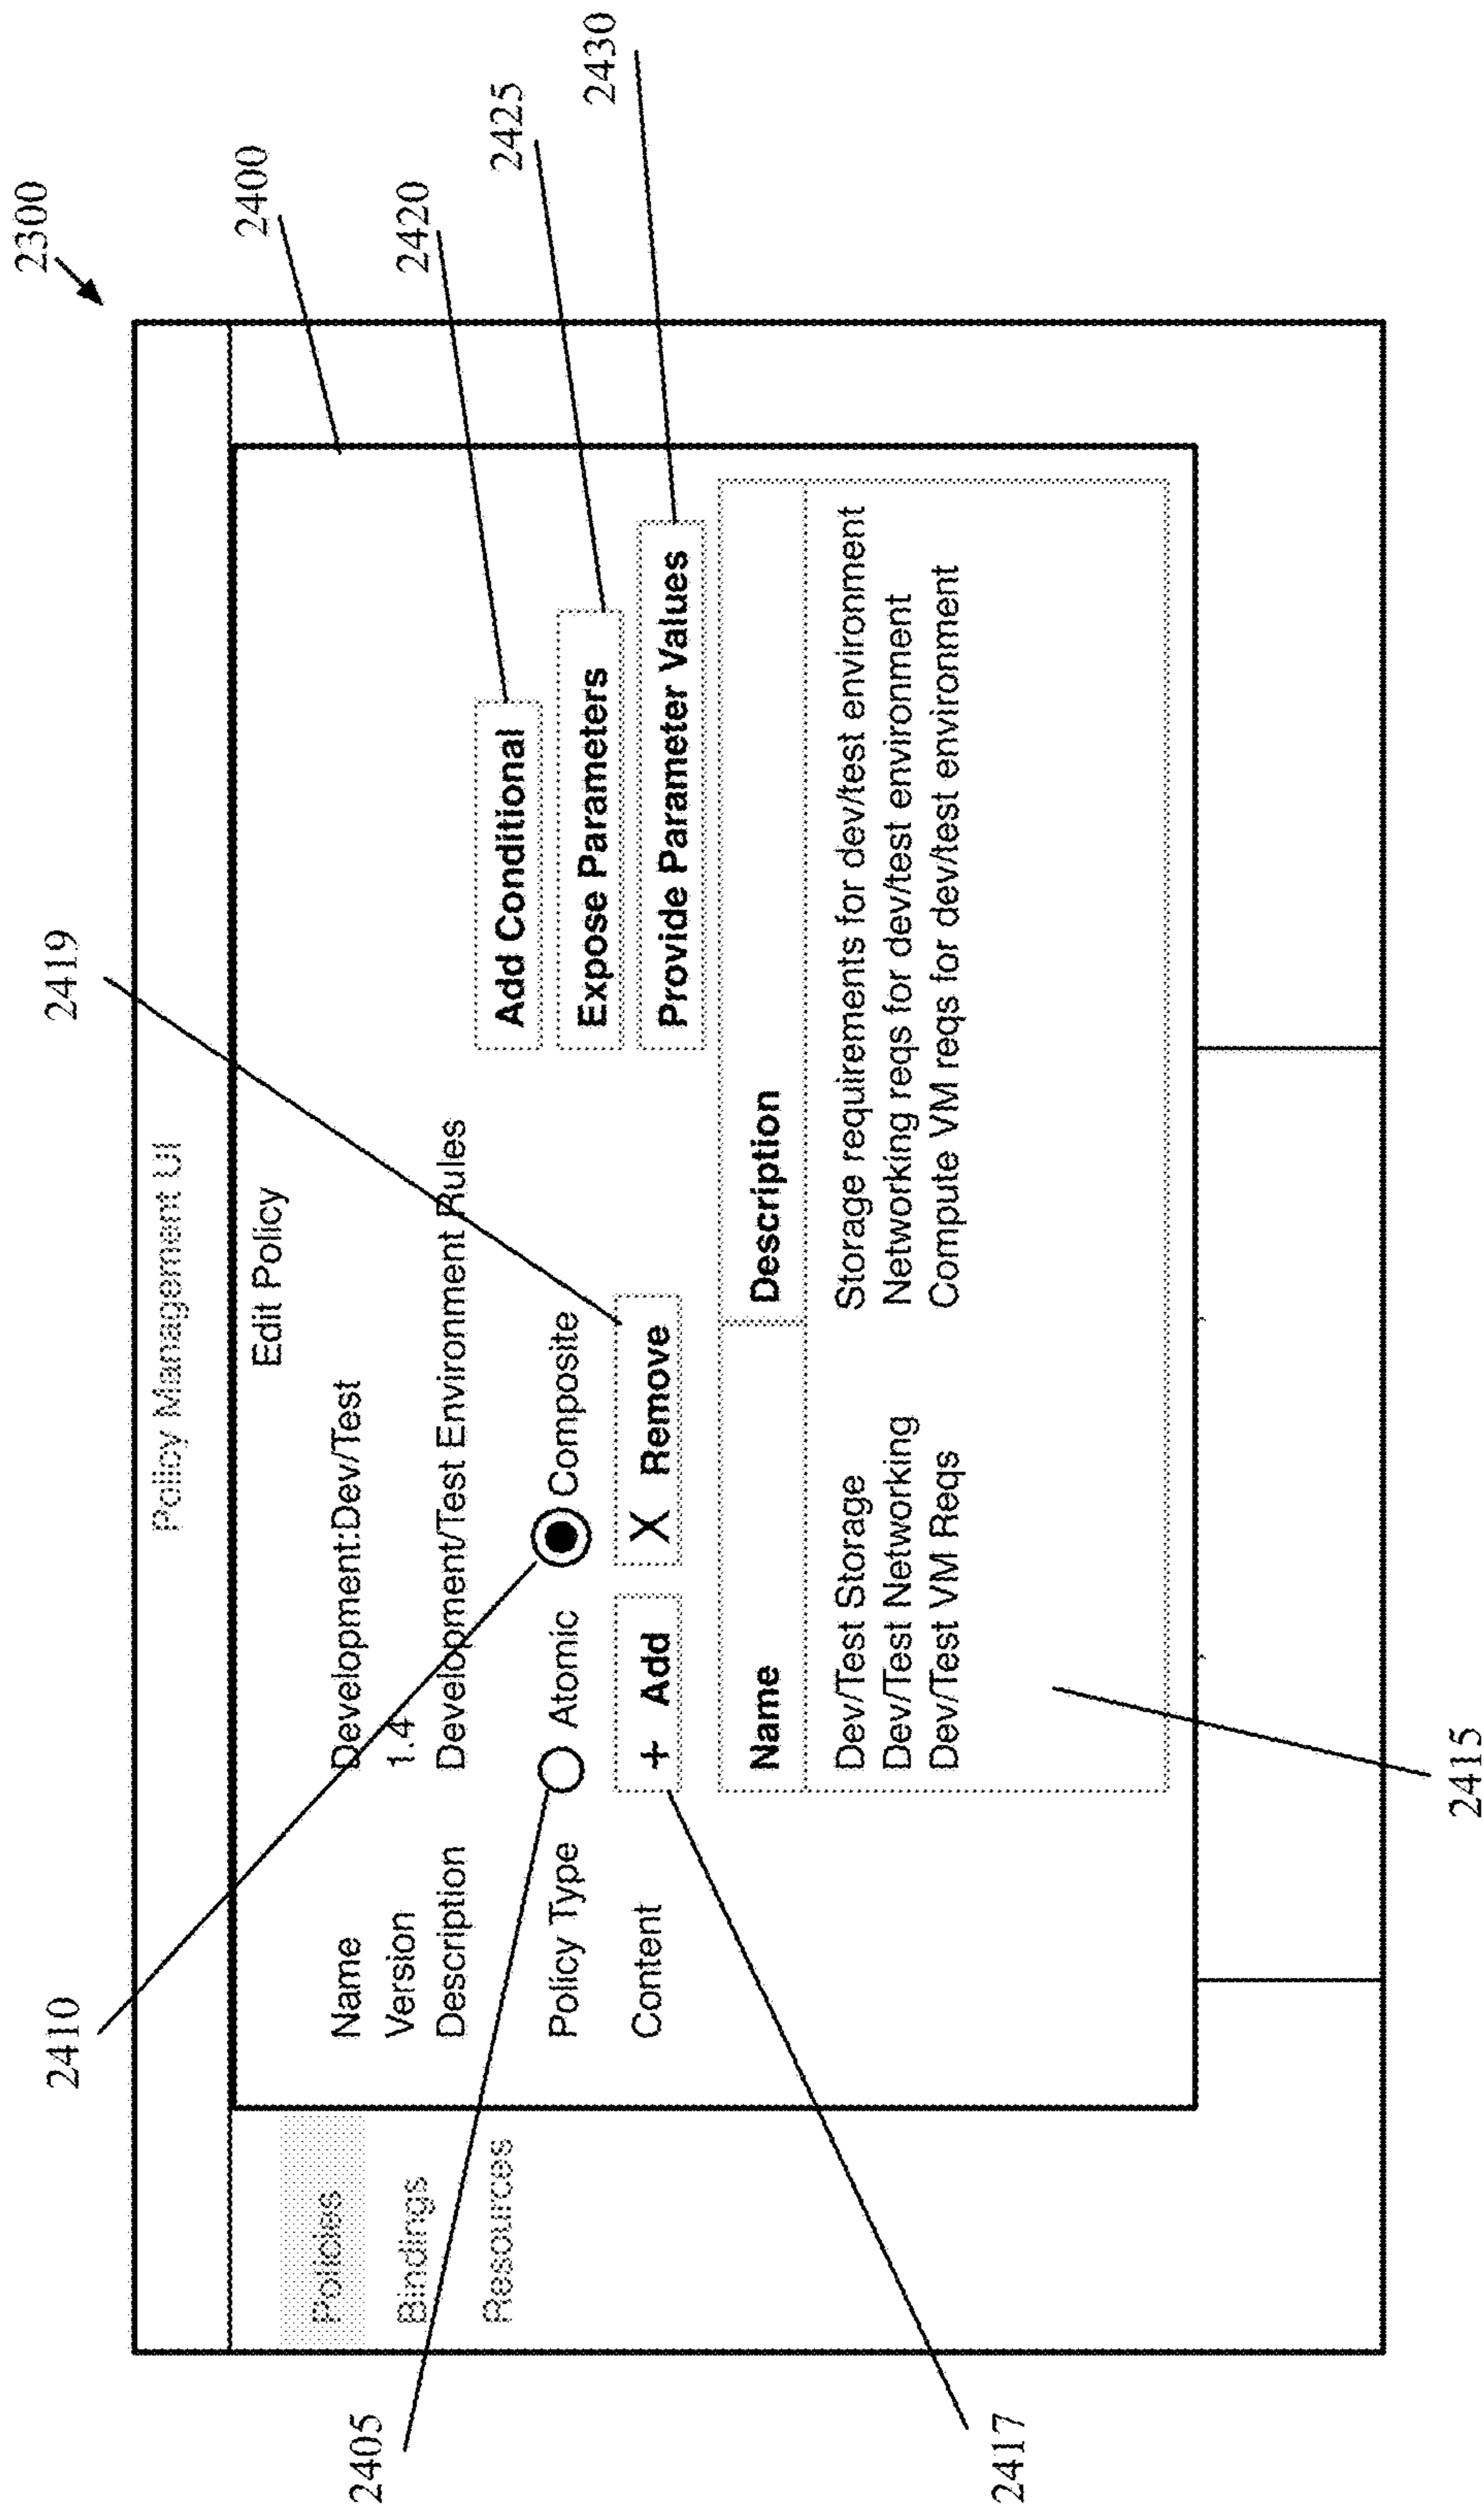 2300
2400
2420
2425
2430
2419
2410
2405
2417
2415
Policy Management UI
Policies
Bindings
Resources
Edit Policy
Name Development:Dev/Test
Version 1.4
Description Development/Test Environment Rules
Policy Type Atomic Composite
Content + Add X Remove
Add Conditional
Expose Parameters
Provide Parameter Values
Name Description
Dev/Test Storage Storage requirements for dev/test environment
Dev/Test Networking Networking reqs for dev/test environment
Dev/Test VM Reqs Compute VM reqs for dev/test environment